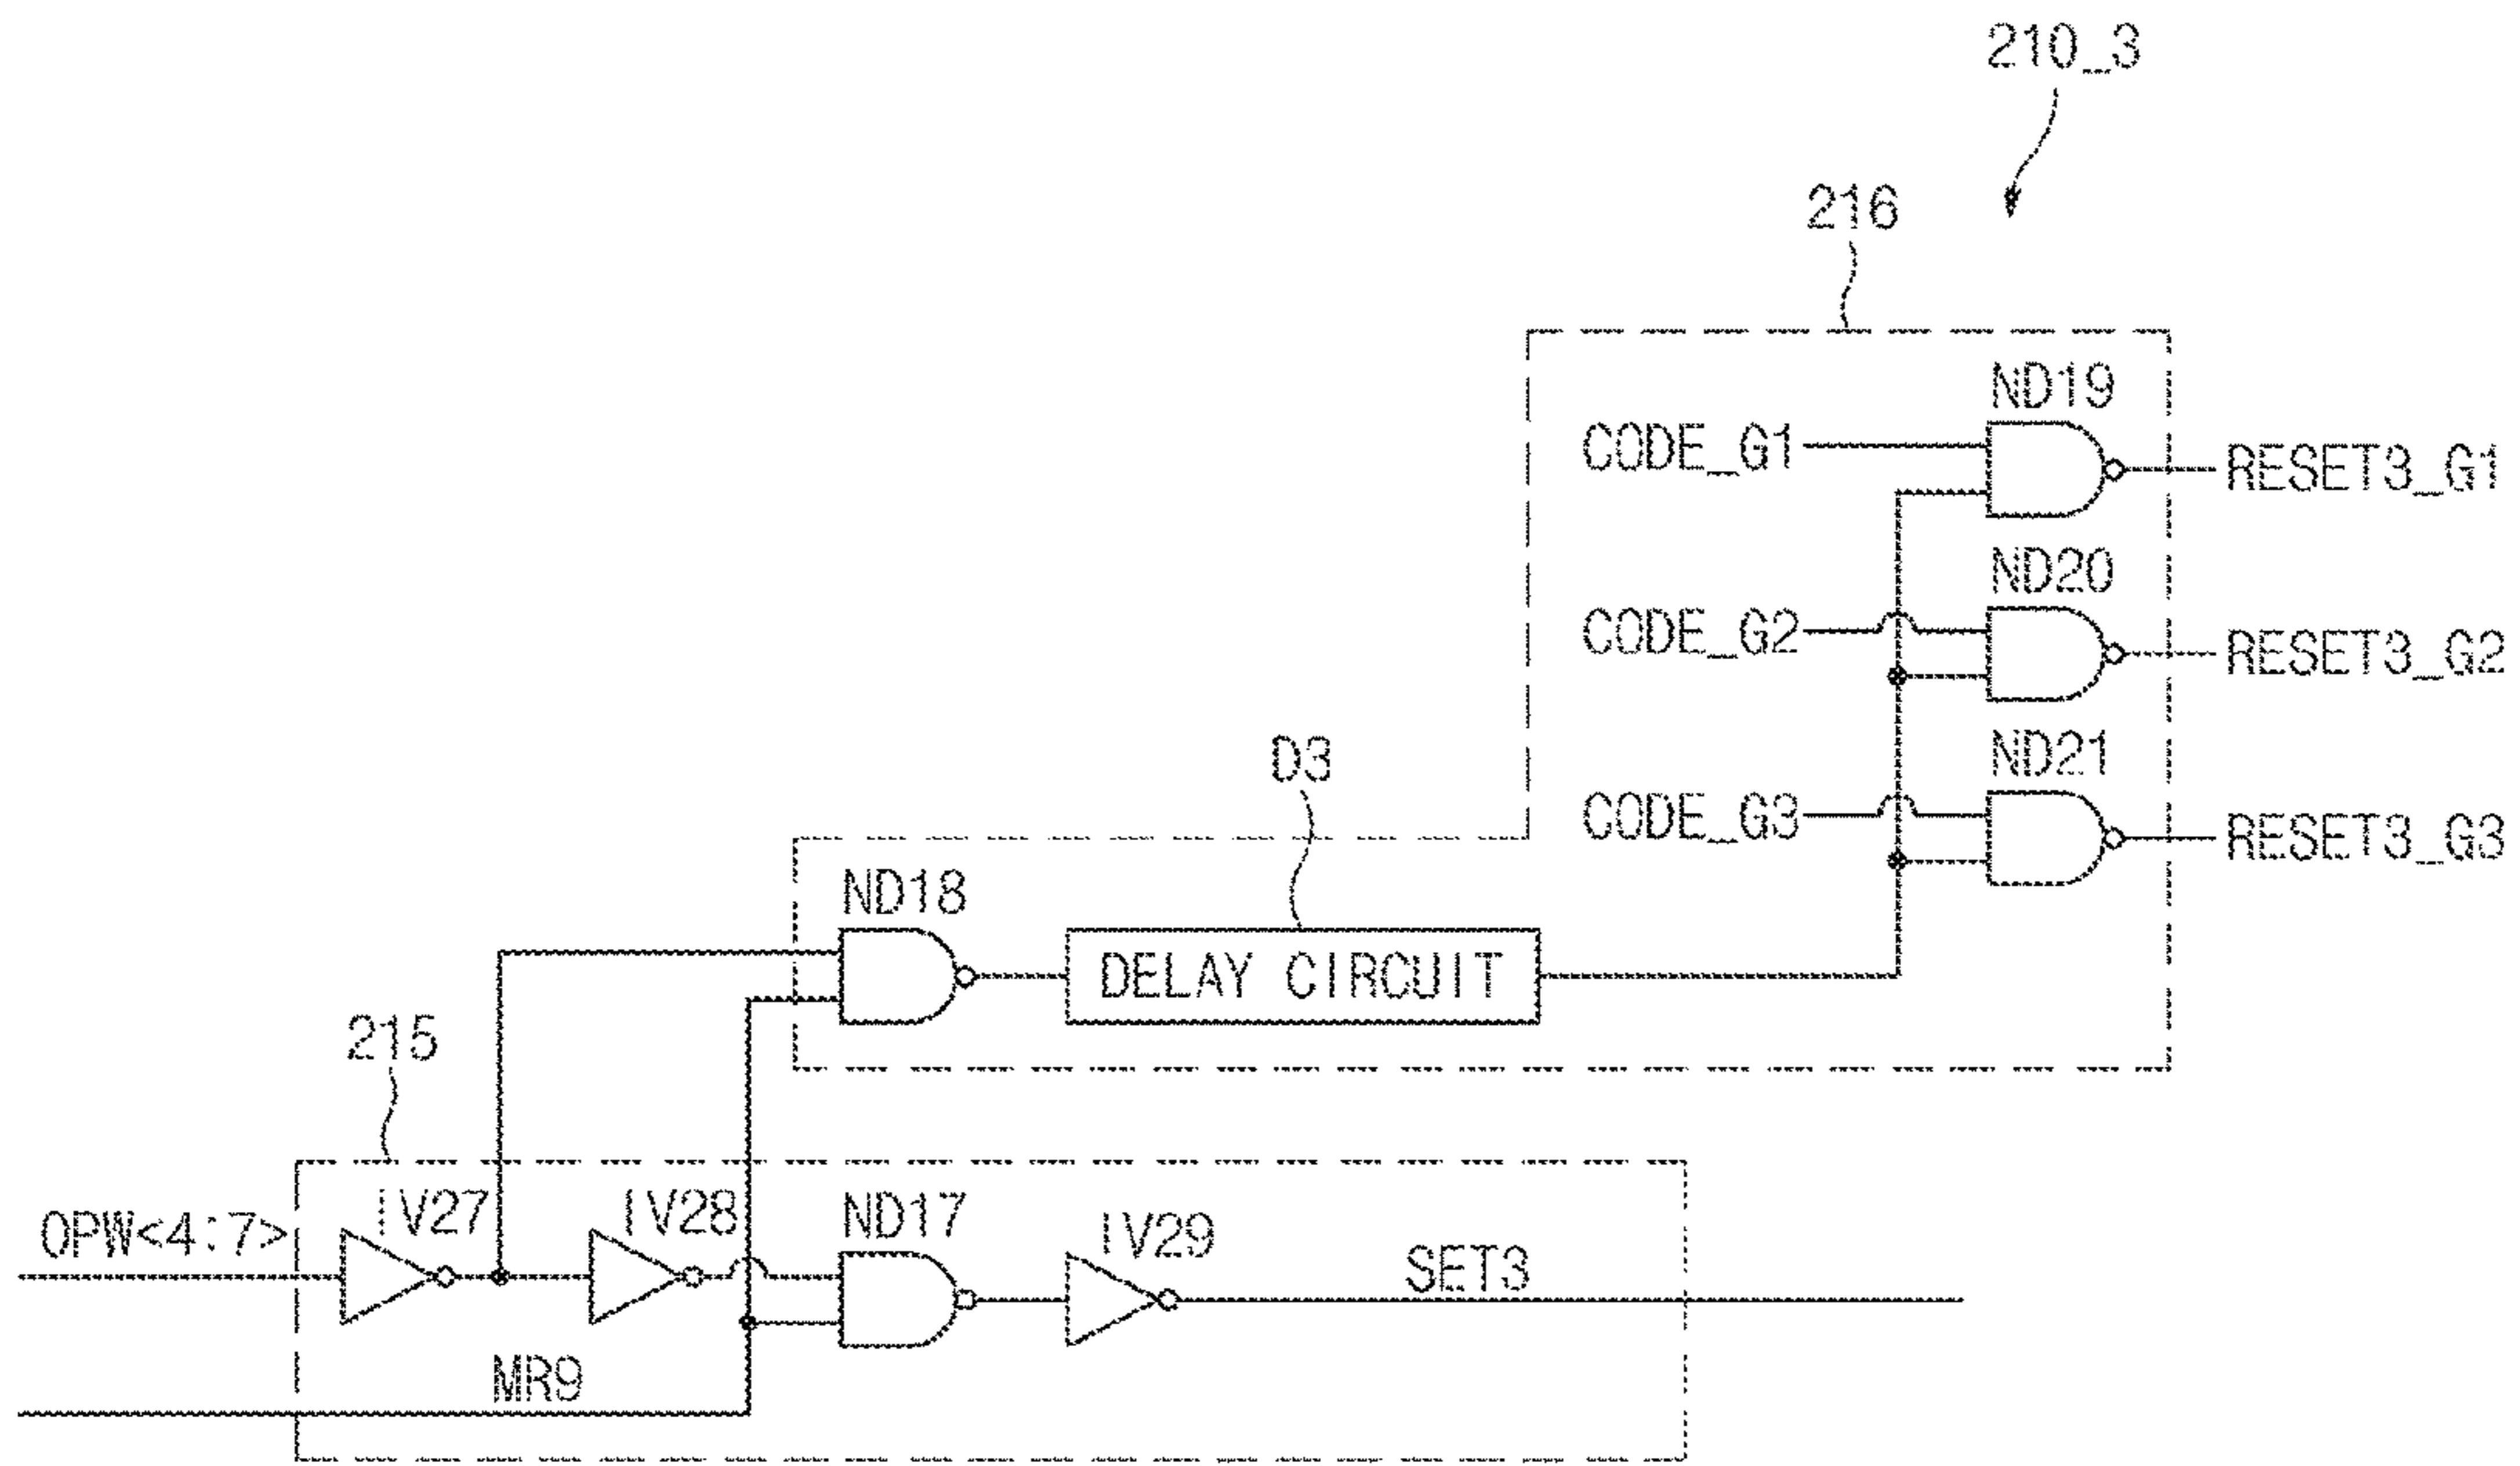 210_3
216
ND19
CODE_G1
RESET3_G1
ND20
CODE_G2
RESET3_G2
ND21
D3
CODE_G3
RESET3_G3
ND18
DELAY CIRCUIT
215
OPW<4:7>
IV27
IV28
ND17
IV29
SET3
MR9